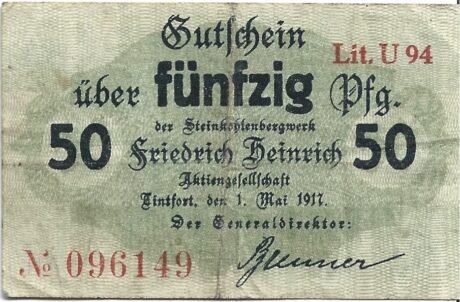 Gutschein
Lit. U 94
über fünfzig Pfg.
der Steinkohlenbergwerk
50 Friedrich Heinrich 50
Aktiengesellschaft
Lintfort, den 1. Mai 1917.
Der Generaldirektor:
№ 096149